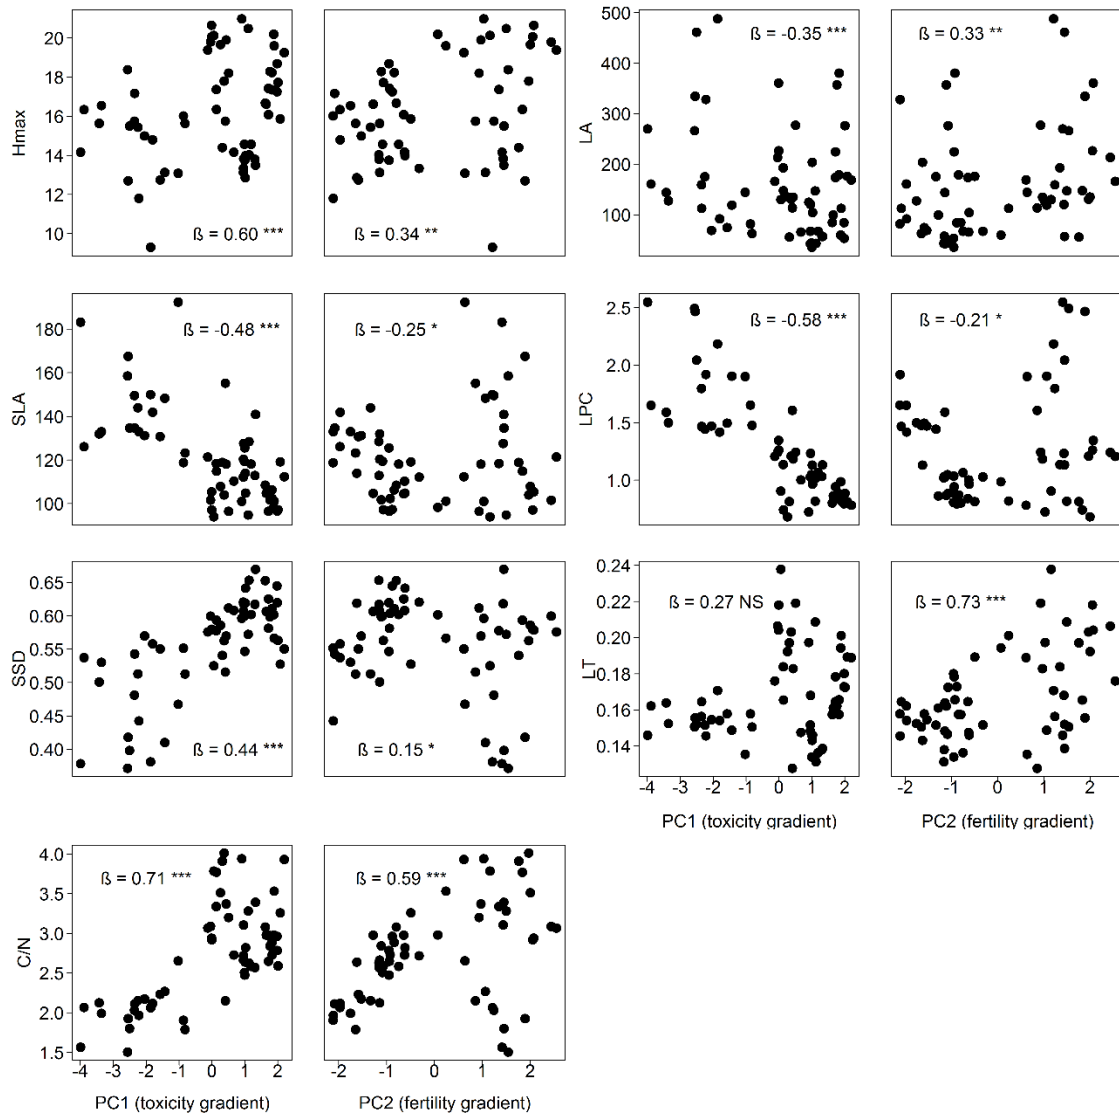 Hmax
20
18
16
14
12
10
ß = 0.60 ***
ß = 0.34 **
LA
500
400
300
200
100
ß = -0.35 ***
ß = 0.33 **
SLA
180
160
140
120
100
ß = -0.48 ***
ß = -0.25 *
LPC
2.5
2.0
1.5
1.0
ß = -0.58 ***
ß = -0.21 *
SSD
0.65
0.60
0.55
0.50
0.45
0.40
ß = 0.44 ***
ß = 0.15 *
LT
0.24
0.22
0.20
0.18
0.16
0.14
ß = 0.27 NS
ß = 0.73 ***
-4 -3 -2 -1 0 1 2
-2 -1 0 1 2
PC1 (toxicity gradient)
PC2 (fertility gradient)
C/N
4.0
3.5
3.0
2.5
2.0
1.5
ß = 0.71 ***
ß = 0.59 ***
-4 -3 -2 -1 0 1 2
-2 -1 0 1 2
PC1 (toxicity gradient)
PC2 (fertility gradient)